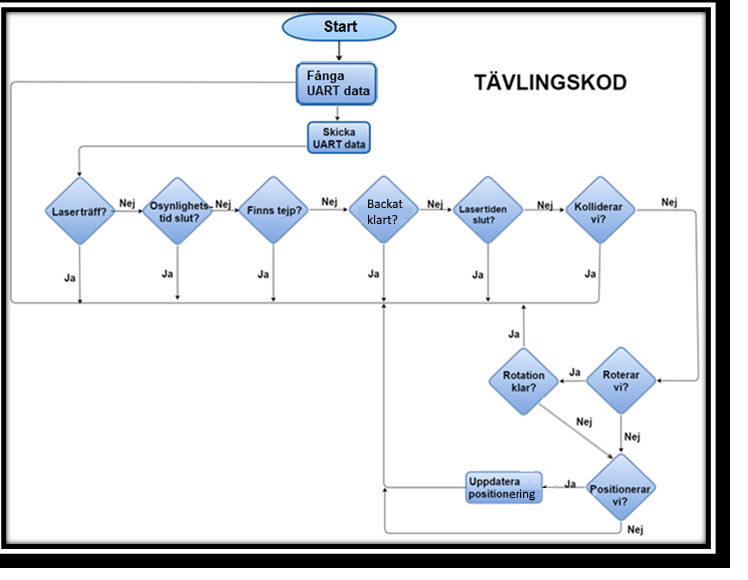 Start
TÄVLINGSKOD
Fånga
UART data
Skicka
UART data
Laserträff?
Nej
Osynlighets-
tid slut?
Nej
Finns tejp?
Nej
Backat
klart?
Nej
Lasertiden
slut?
Nej
Kolliderar
vi?
Nej
Ja
Ja
Ja
Ja
Ja
Ja
Ja
Rotation
klar?
Ja
Roterar
vi?
Nej
Nej
Uppdatera
positionering
Ja
Positionerar
vi?
Nej